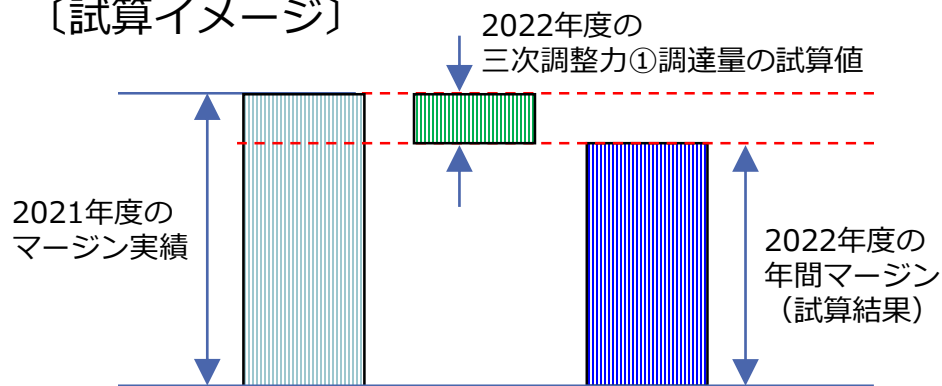 〔試算イメージ〕
2022年度の
三次調整力①調達量の試算値
2021年度の
マージン実績
2022年度の
年間マージン
（試算結果）